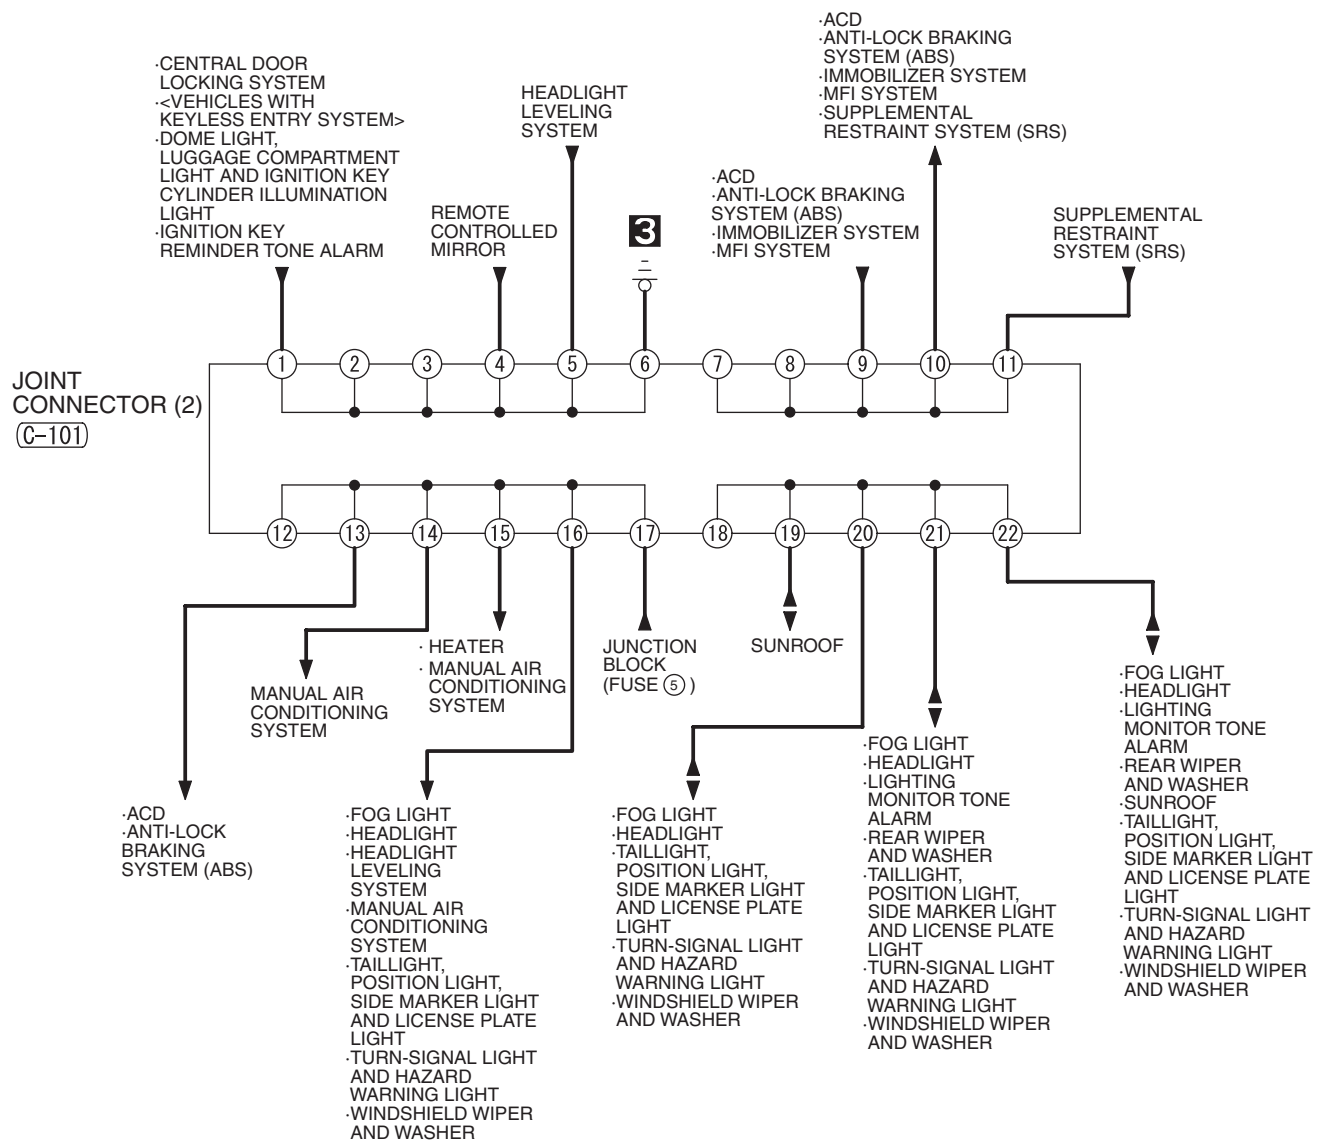 ·CENTRAL DOOR
LOCKING SYSTEM
·<VEHICLES WITH
KEYLESS ENTRY SYSTEM>
·DOME LIGHT,
LUGGAGE COMPARTMENT
LIGHT AND IGNITION KEY
CYLINDER ILLUMINATION
LIGHT
·IGNITION KEY
REMINDER TONE ALARM
REMOTE
CONTROLLED
MIRROR
HEADLIGHT
LEVELING
SYSTEM
3
·ACD
·ANTI-LOCK BRAKING
SYSTEM (ABS)
·IMMOBILIZER SYSTEM
·MFI SYSTEM
·ACD
·ANTI-LOCK BRAKING
SYSTEM (ABS)
·IMMOBILIZER SYSTEM
·MFI SYSTEM
·SUPPLEMENTAL
RESTRAINT SYSTEM (SRS)
SUPPLEMENTAL
RESTRAINT
SYSTEM (SRS)
1 2 3 4 5 6 7 8 9 10 11
JOINT
CONNECTOR (2)
C-101
12 13 14 15 16 17 18 19 20 21 22
·ACD
·ANTI-LOCK
BRAKING
SYSTEM (ABS)
MANUAL AIR
CONDITIONING
SYSTEM
· HEATER
· MANUAL AIR
CONDITIONING
SYSTEM
·FOG LIGHT
·HEADLIGHT
·HEADLIGHT
LEVELING
SYSTEM
·MANUAL AIR
CONDITIONING
SYSTEM
·TAILLIGHT,
POSITION LIGHT,
SIDE MARKER LIGHT
AND LICENSE PLATE
LIGHT
·TURN-SIGNAL LIGHT
AND HAZARD
WARNING LIGHT
·WINDSHIELD WIPER
AND WASHER
JUNCTION
BLOCK
(FUSE 5 )
SUNROOF
·FOG LIGHT
·HEADLIGHT
·TAILLIGHT,
POSITION LIGHT,
SIDE MARKER LIGHT
AND LICENSE PLATE
LIGHT
·TURN-SIGNAL LIGHT
AND HAZARD
WARNING LIGHT
·WINDSHIELD WIPER
AND WASHER
·FOG LIGHT
·HEADLIGHT
·LIGHTING
MONITOR TONE
ALARM
·REAR WIPER
AND WASHER
·TAILLIGHT,
POSITION LIGHT,
SIDE MARKER LIGHT
AND LICENSE PLATE
LIGHT
·TURN-SIGNAL LIGHT
AND HAZARD
WARNING LIGHT
·WINDSHIELD WIPER
AND WASHER
·FOG LIGHT
·HEADLIGHT
·LIGHTING
MONITOR TONE
ALARM
·REAR WIPER
AND WASHER
·SUNROOF
·TAILLIGHT,
POSITION LIGHT,
SIDE MARKER LIGHT
AND LICENSE PLATE
LIGHT
·TURN-SIGNAL LIGHT
AND HAZARD
WARNING LIGHT
·WINDSHIELD WIPER
AND WASHER